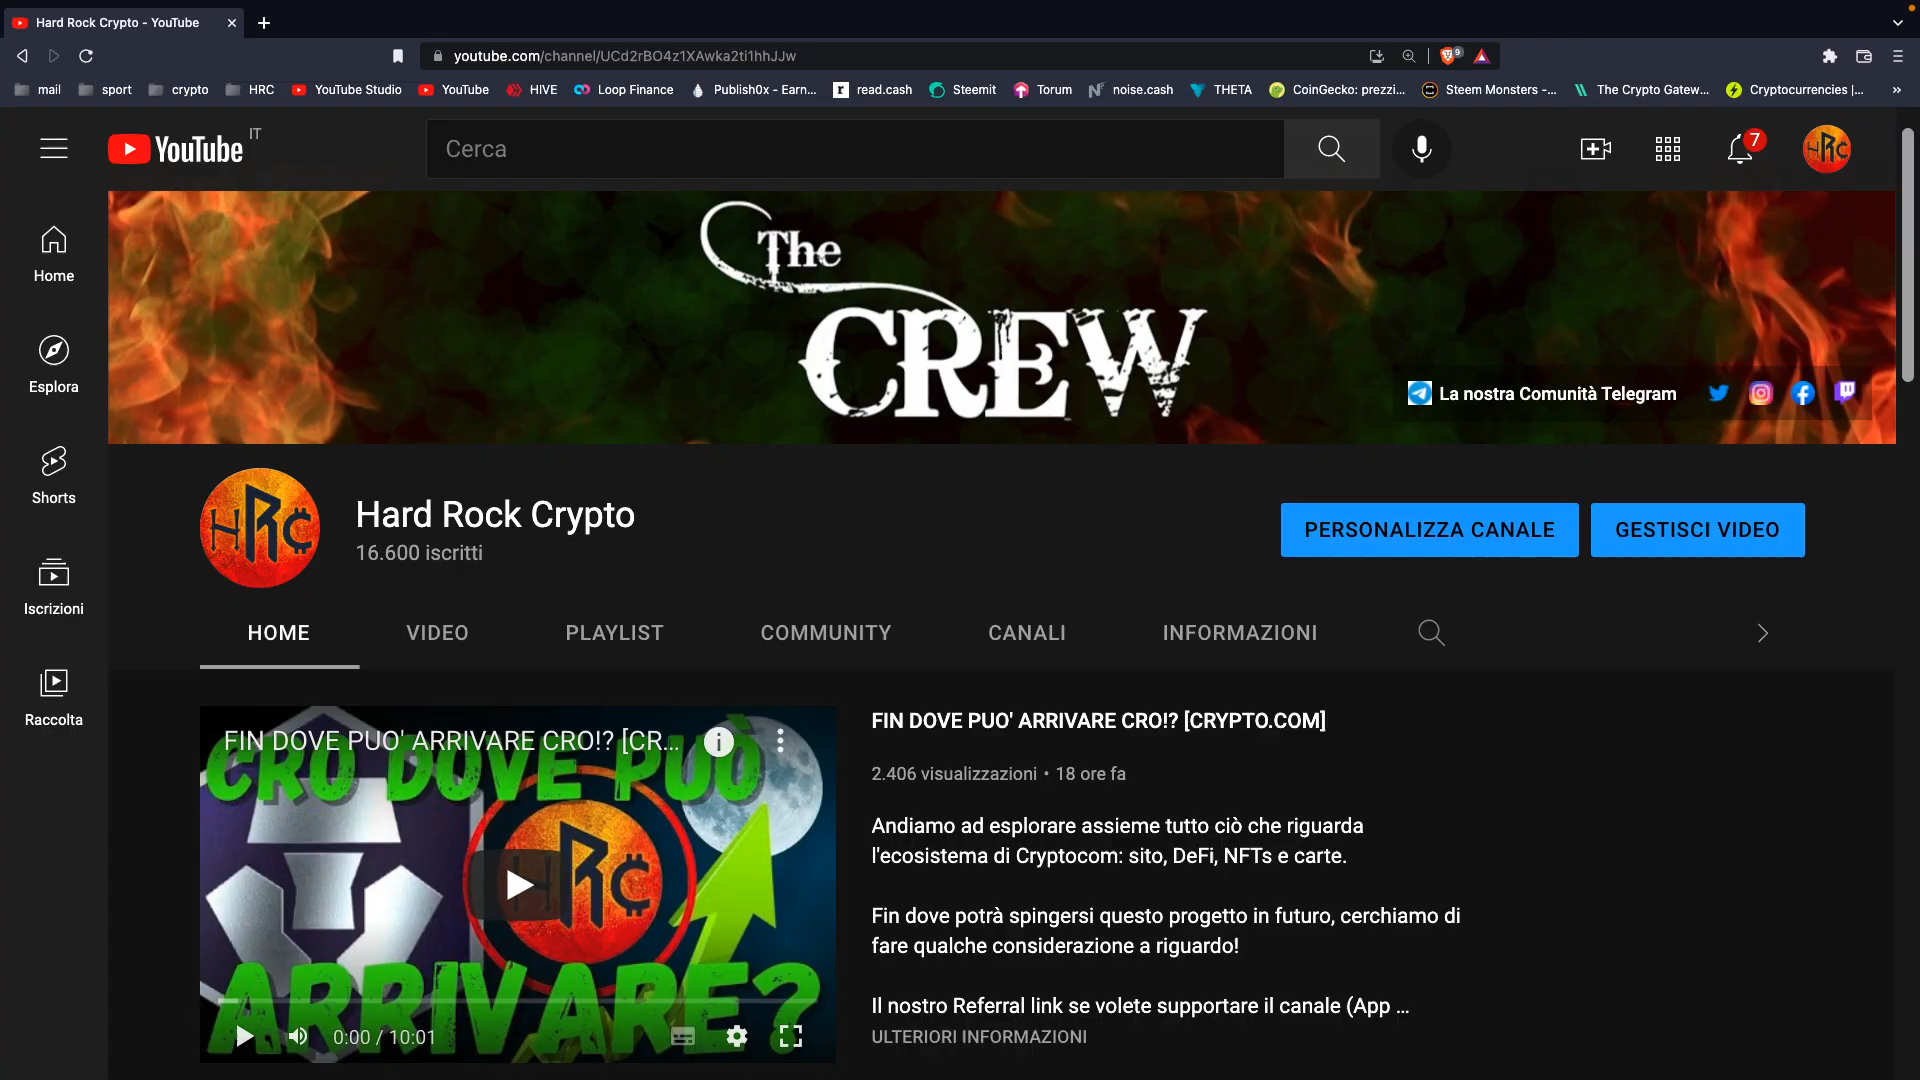 Hard Rock Crypto - YouTube
youtube.com/channel/UCd2rBO4z1XAwka2ti1hhJJw
9
mail
sport
crypto
HRC
YouTube Studio
YouTube
HIVE
Loop Finance
Publish0x - Earn...
read.cash
Steemit
Torum
noise.cash
THETA
CoinGecko: prezzi...
Steem Monsters -...
The Crypto Gatew...
Cryptocurrencies |...
»
YouTube IT
Cerca
7
HRC
Home
Esplora
Shorts
Iscrizioni
Raccolta
The
CREW
La nostra Comunità Telegram
HRC
Hard Rock Crypto
16.600 iscritti
PERSONALIZZA CANALE
GESTISCI VIDEO
HOME
VIDEO
PLAYLIST
COMMUNITY
CANALI
INFORMAZIONI
FIN DOVE PUO' ARRIVARE CRO!? [CR...
CRO DOVE PUÒ
HRC
ARRIVARE?
0:00 / 10:01
FIN DOVE PUO' ARRIVARE CRO!? [CRYPTO.COM]
2.406 visualizzazioni • 18 ore fa
Andiamo ad esplorare assieme tutto ciò che riguarda
l'ecosistema di Cryptocom: sito, DeFi, NFTs e carte.
Fin dove potrà spingersi questo progetto in futuro, cerchiamo di
fare qualche considerazione a riguardo!
Il nostro Referral link se volete supportare il canale (App ...
ULTERIORI INFORMAZIONI